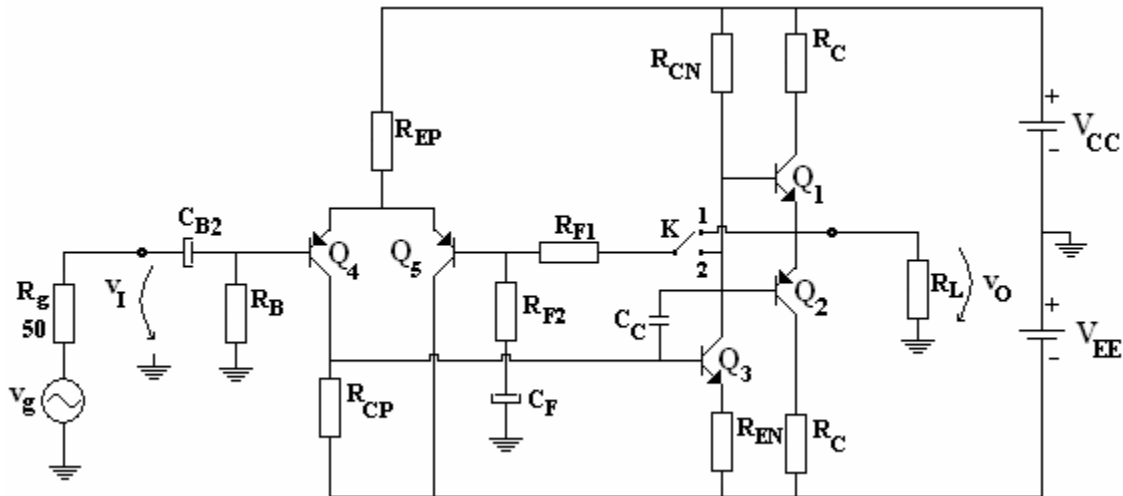 R_C
R_CN
V_CC
+
-
R_EP
Q_1
C_B2
K
1
2
R_F1
Q_4
Q_5
Q_2
R_g
50
v_I
R_B
R_F2
C_C
R_L
v_O
+
-
V_EE
Q_3
v_g
R_CP
C_F
R_EN
R_C